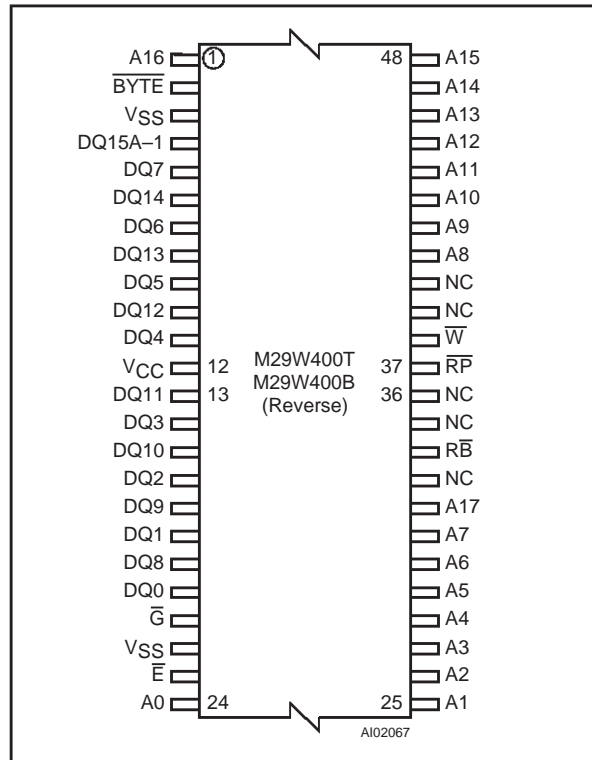 A16 1 48 A15
B̅Y̅T̅E̅ A14
VSS A13
DQ15A–1 A12
DQ7 A11
DQ14 A10
DQ6 A9
DQ13 A8
DQ5 NC
DQ12 NC
DQ4 W̅
VCC 12 M29W400T 37 R̅P̅
DQ11 13 M29W400B 36 NC
(Reverse)
DQ3 NC
DQ10 RB̅
DQ2 NC
DQ9 A17
DQ1 A7
DQ8 A6
DQ0 A5
G̅ A4
VSS A3
E̅ A2
A0 24 25 A1
AI02067